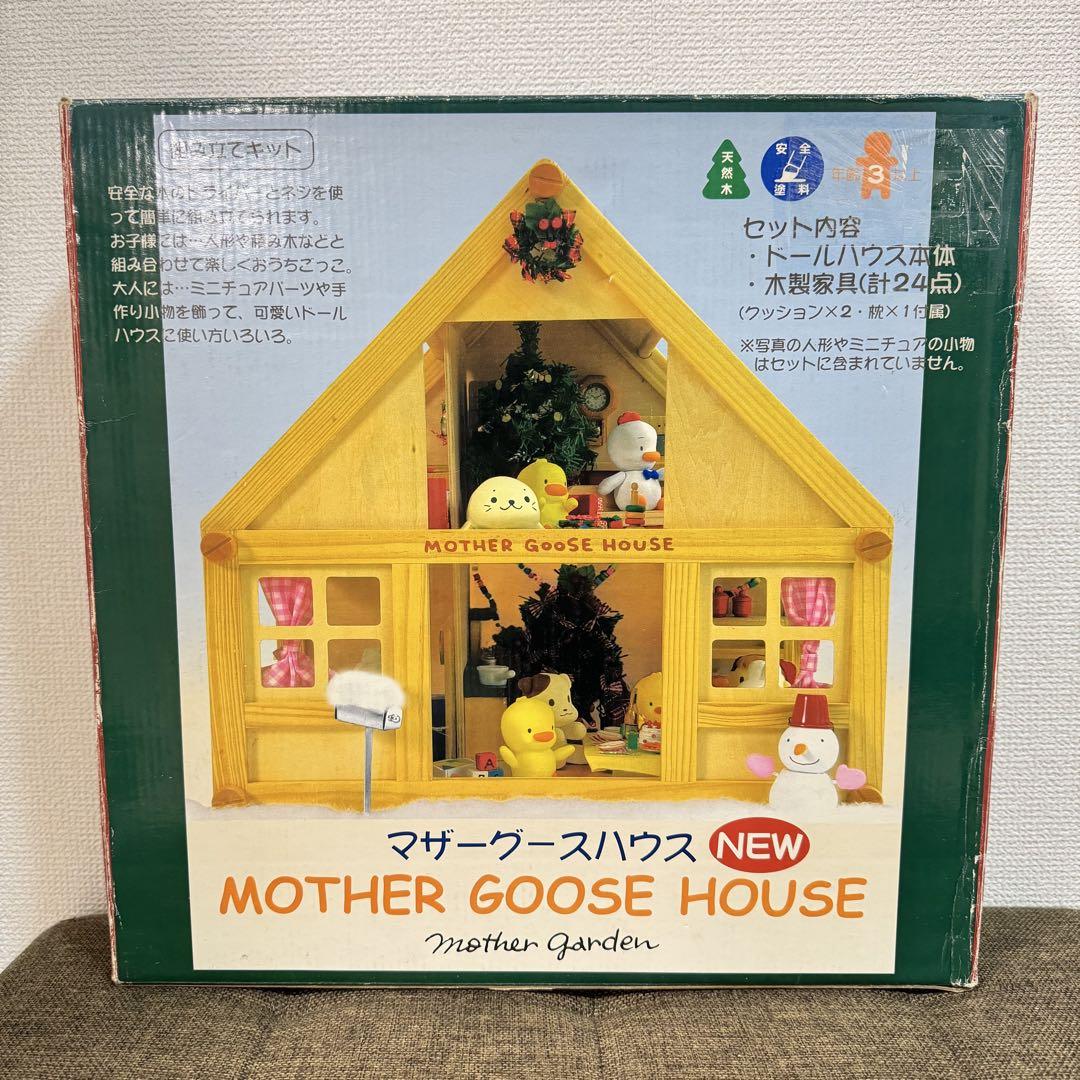 組み立てキット
安全な木のドライバーとネジを使
って簡単に組み立てられます。
お子様には…人形や積み木などと
組み合わせて楽しくおうちごっこ。
大人には…ミニチュアパーツや手
作り小物を飾って、可愛いドール
ハウスに使い方いろいろ。
天然木
安全
塗料
年齢3才以上
セット内容
・ドールハウス本体
・木製家具(計24点)
(クッション×2・枕×1付属)
※写真の人形やミニチュアの小物
はセットに含まれていません。
MOTHER GOOSE HOUSE
A
マザーグースハウス NEW
MOTHER GOOSE HOUSE
mother garden